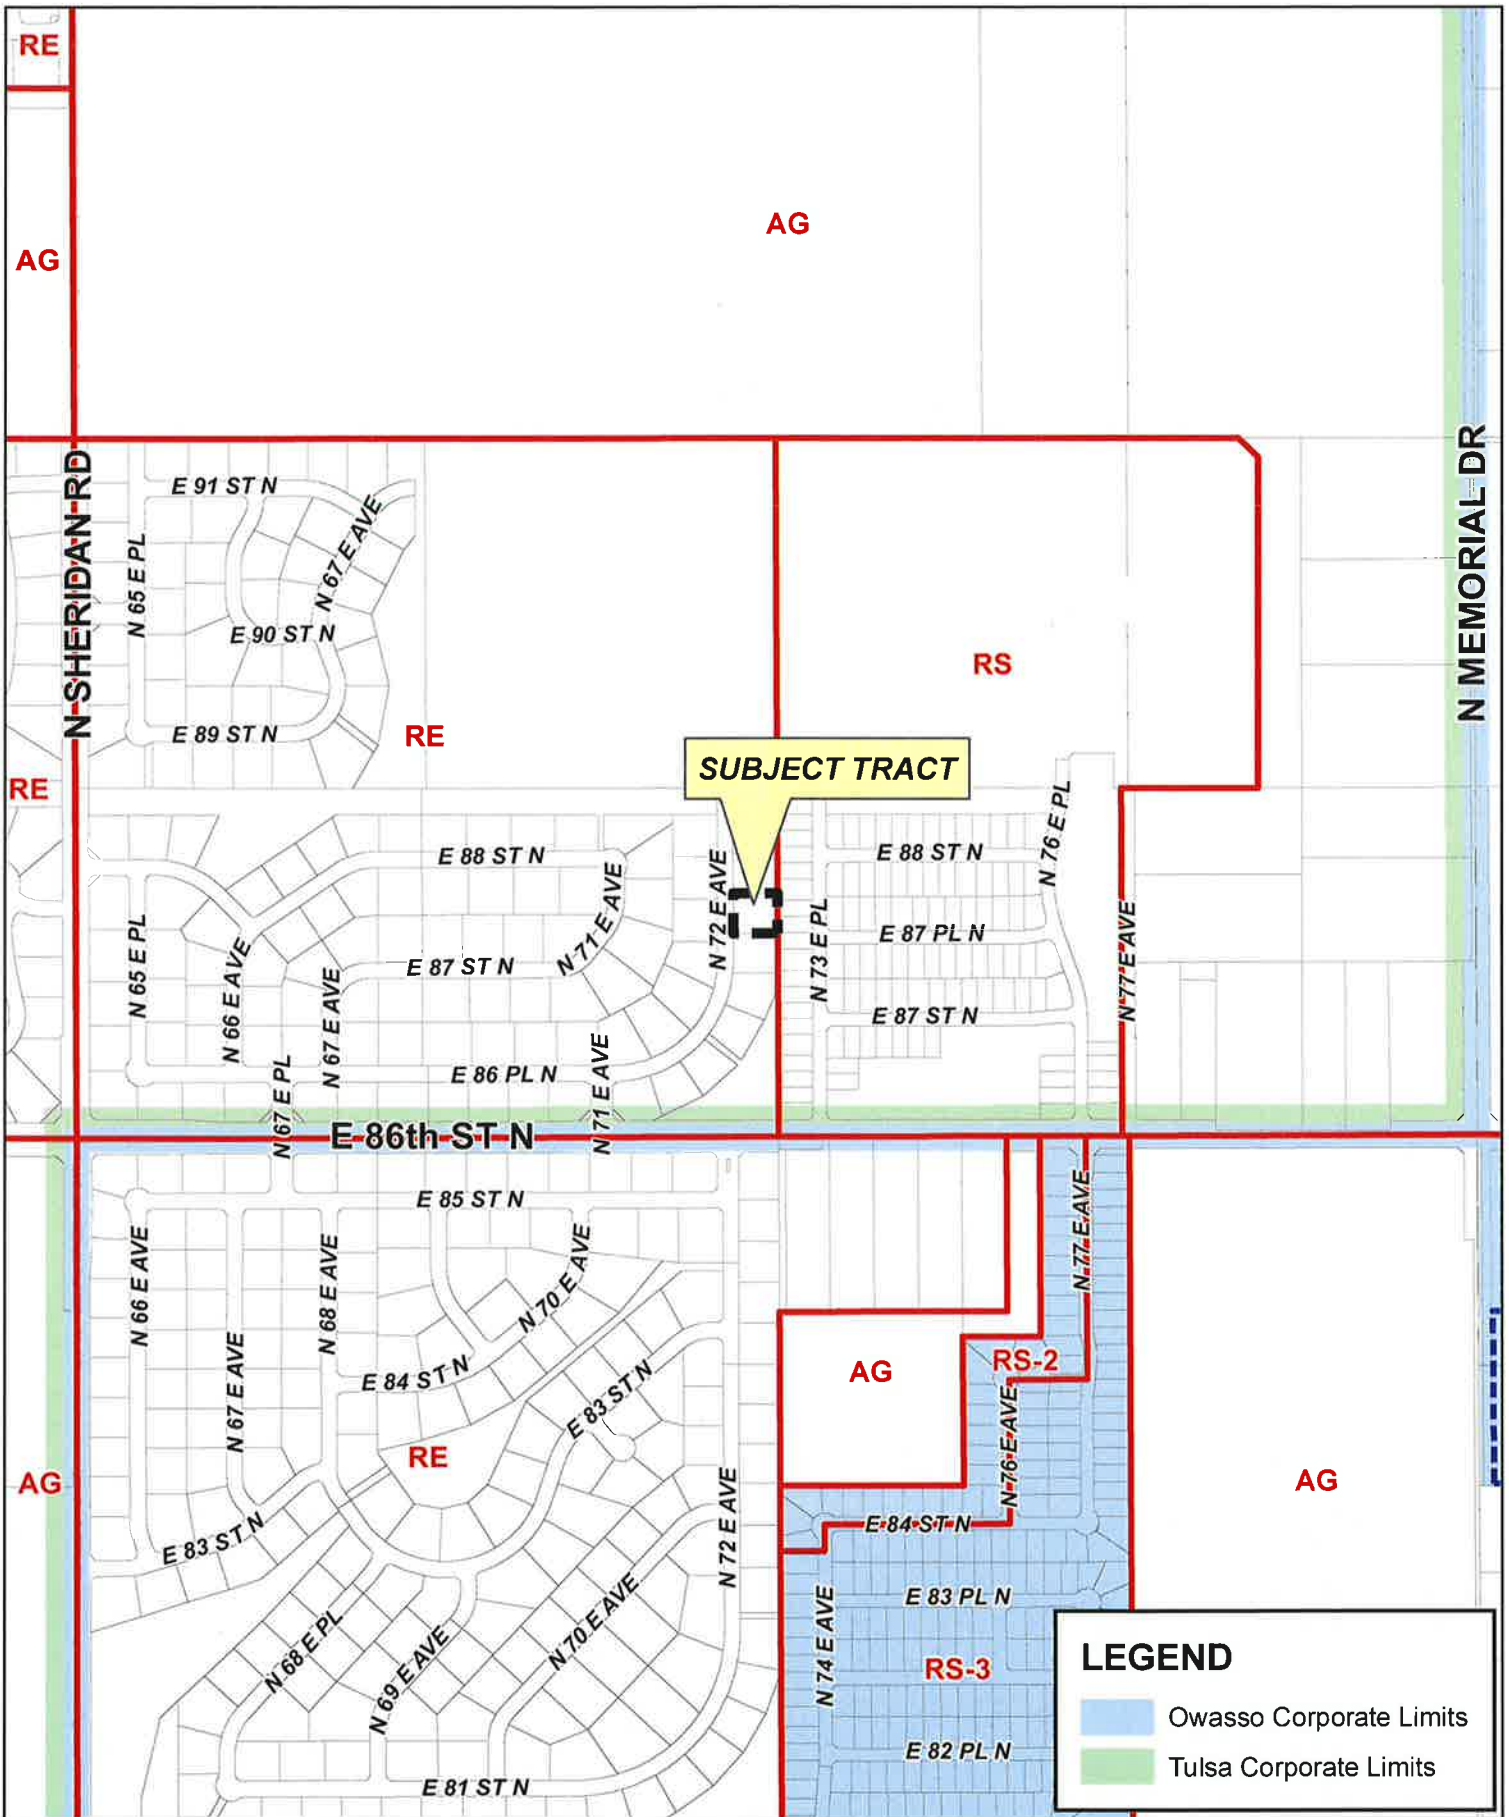 RE
AG
AG
N SHERIDAN RD
N MEMORIAL DR
E 91 ST N
N 67 E AVE
N 65 E PL
E 90 ST N
E 89 ST N
RE
RS
RE
SUBJECT TRACT
E 88 ST N
N 71 E AVE
N 72 E AVE
E 88 ST N
N 76 E PL
N 65 E PL
N 66 E AVE
N 67 E AVE
E 87 ST N
N 73 E PL
E 87 PL N
N 77 E AVE
E 87 ST N
N 67 E PL
E 86 PL N
N 71 E AVE
E 86th ST N
E 85 ST N
N 66 E AVE
N 67 E AVE
N 68 E AVE
N 70 E AVE
E 84 ST N
E 83 ST N
N 77 E AVE
AG
RS-2
N 76 E AVE
RE
AG
AG
E 83 ST N
N 72 E AVE
E 84 ST N
E 83 PL N
N 74 E AVE
N 68 E PL
N 69 E AVE
N 70 E AVE
RS-3
E 82 PL N
E 81 ST N
LEGEND
Owasso Corporate Limits
Tulsa Corporate Limits